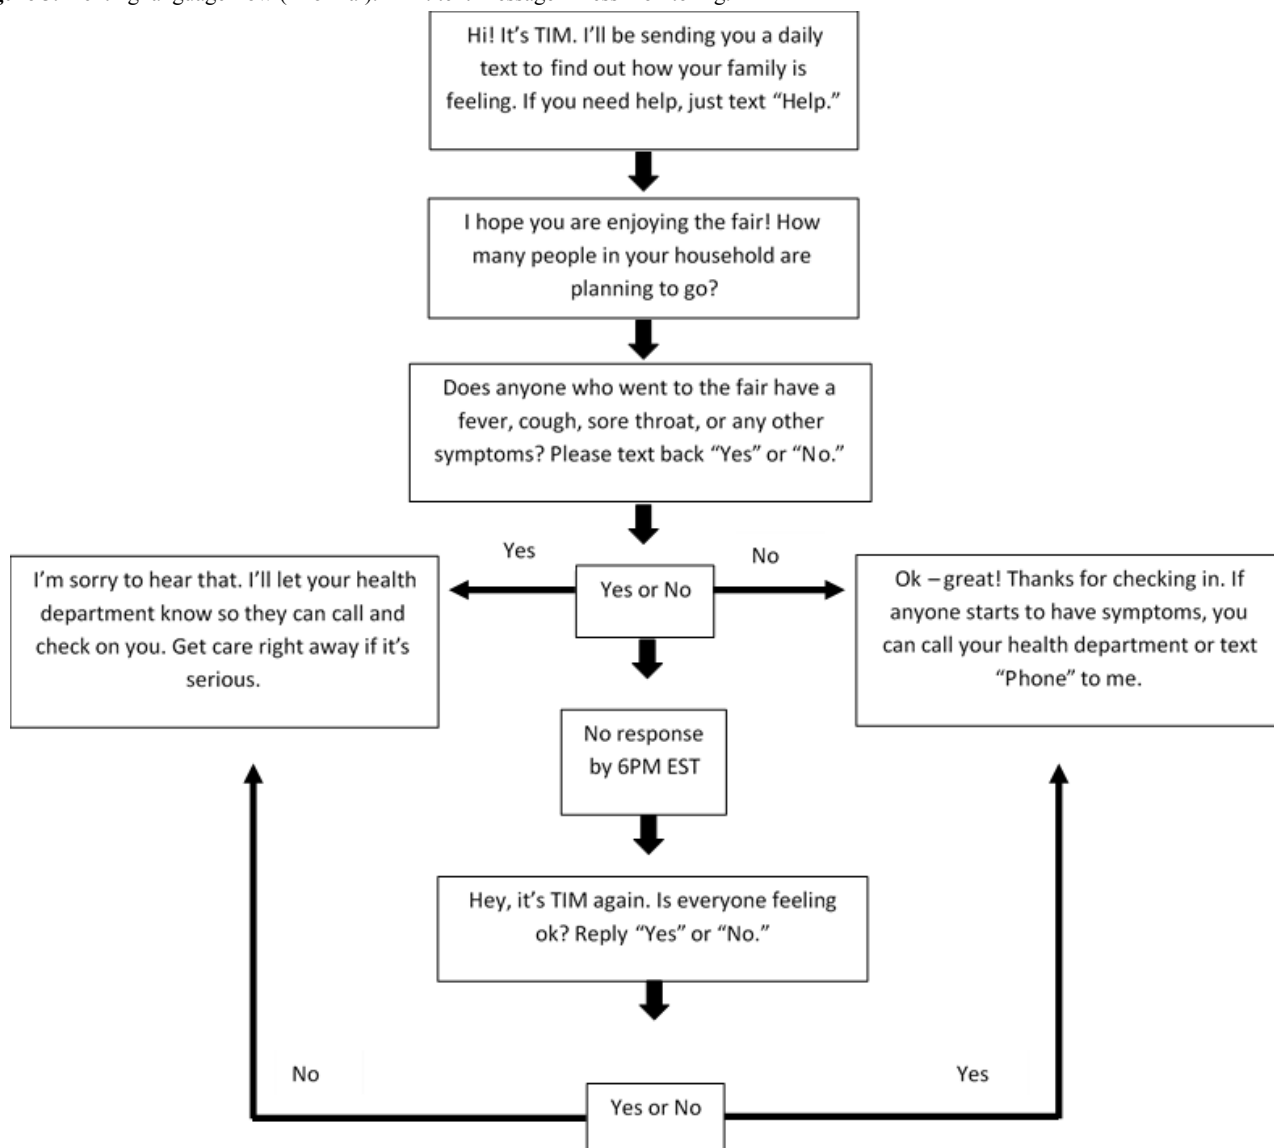 Hi! It's TIM. I'll be sending you a daily
text to find out how your family is
feeling. If you need help, just text “Help.”
I hope you are enjoying the fair! How
many people in your household are
planning to go?
Does anyone who went to the fair have a
fever, cough, sore throat, or any other
symptoms? Please text back “Yes” or “No.”
Yes
No
Yes or No
I'm sorry to hear that. I'll let your health
department know so they can call and
check on you. Get care right away if it's
serious.
Ok – great! Thanks for checking in. If
anyone starts to have symptoms, you
can call your health department or text
“Phone” to me.
No response
by 6PM EST
Hey, it's TIM again. Is everyone feeling
ok? Reply “Yes” or “No.”
No
Yes
Yes or No